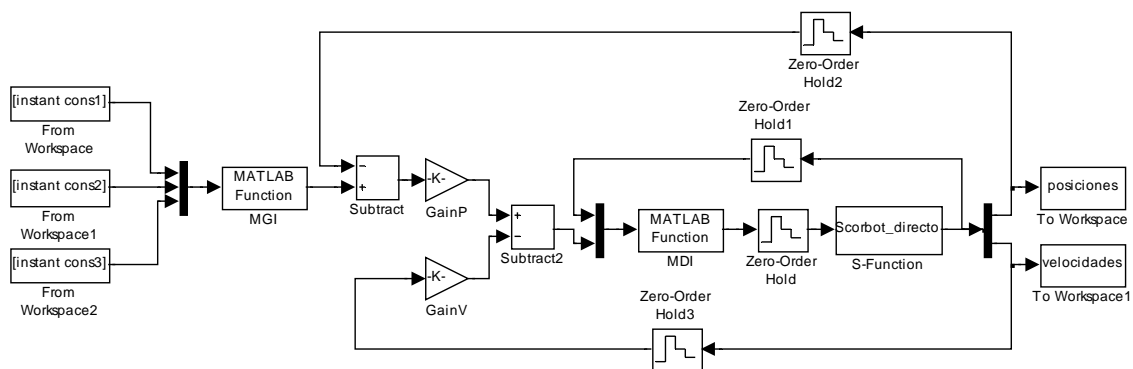 Zero-Order
Hold2
[instant cons1]
From
Workspace
Zero-Order
Hold1
MATLAB
Function
MGI
−
+
Subtract
-K-
GainP
[instant cons2]
From
Workspace1
+
−
Subtract2
MATLAB
Function
MDI
Zero-Order
Hold
Scorbot_directo
S-Function
posiciones
To Workspace
[instant cons3]
From
Workspace2
-K-
GainV
Zero-Order
Hold3
velocidades
To Workspace1